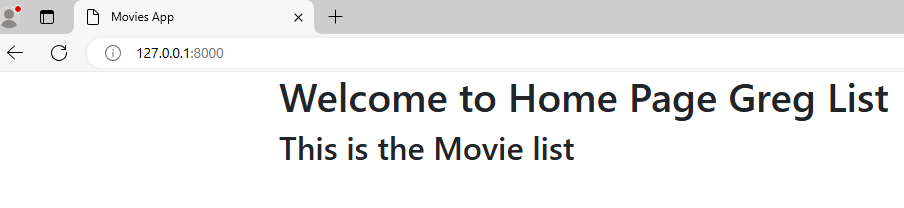 Movies App
127.0.0.1:8000
Welcome to Home Page Greg List
This is the Movie list